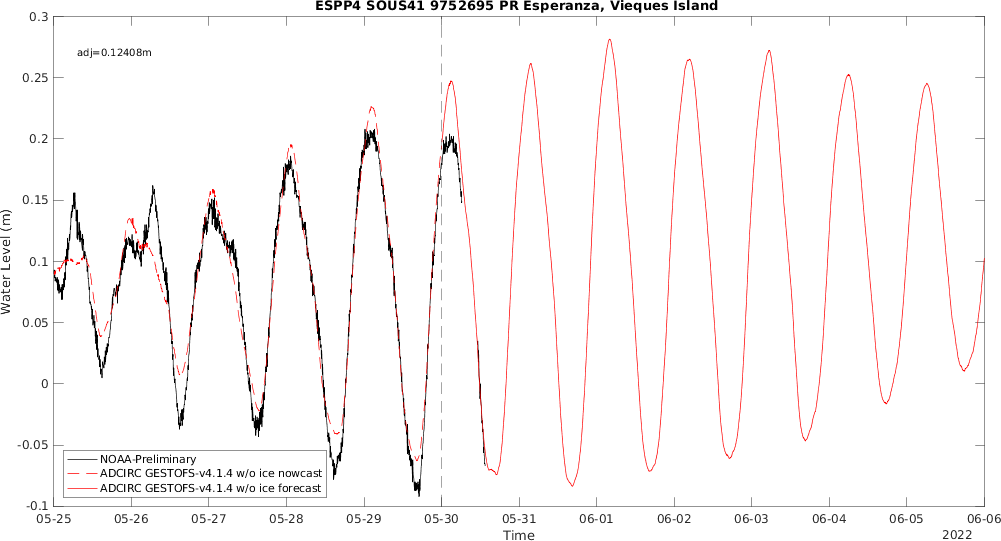 ESPP4 SOUS41 9752695 PR Esperanza, Vieques Island
0.3
adj=0.12408m
0.25
0.2
0.15
0.1
0.05
0
-0.05
-0.1
Water Level (m)
NOAA-Preliminary
ADCIRC GESTOFS-v4.1.4 w/o ice nowcast
ADCIRC GESTOFS-v4.1.4 w/o ice forecast
05-25 05-26 05-27 05-28 05-29 05-30 05-31 06-01 06-02 06-03 06-04 06-05 06-06
Time
2022